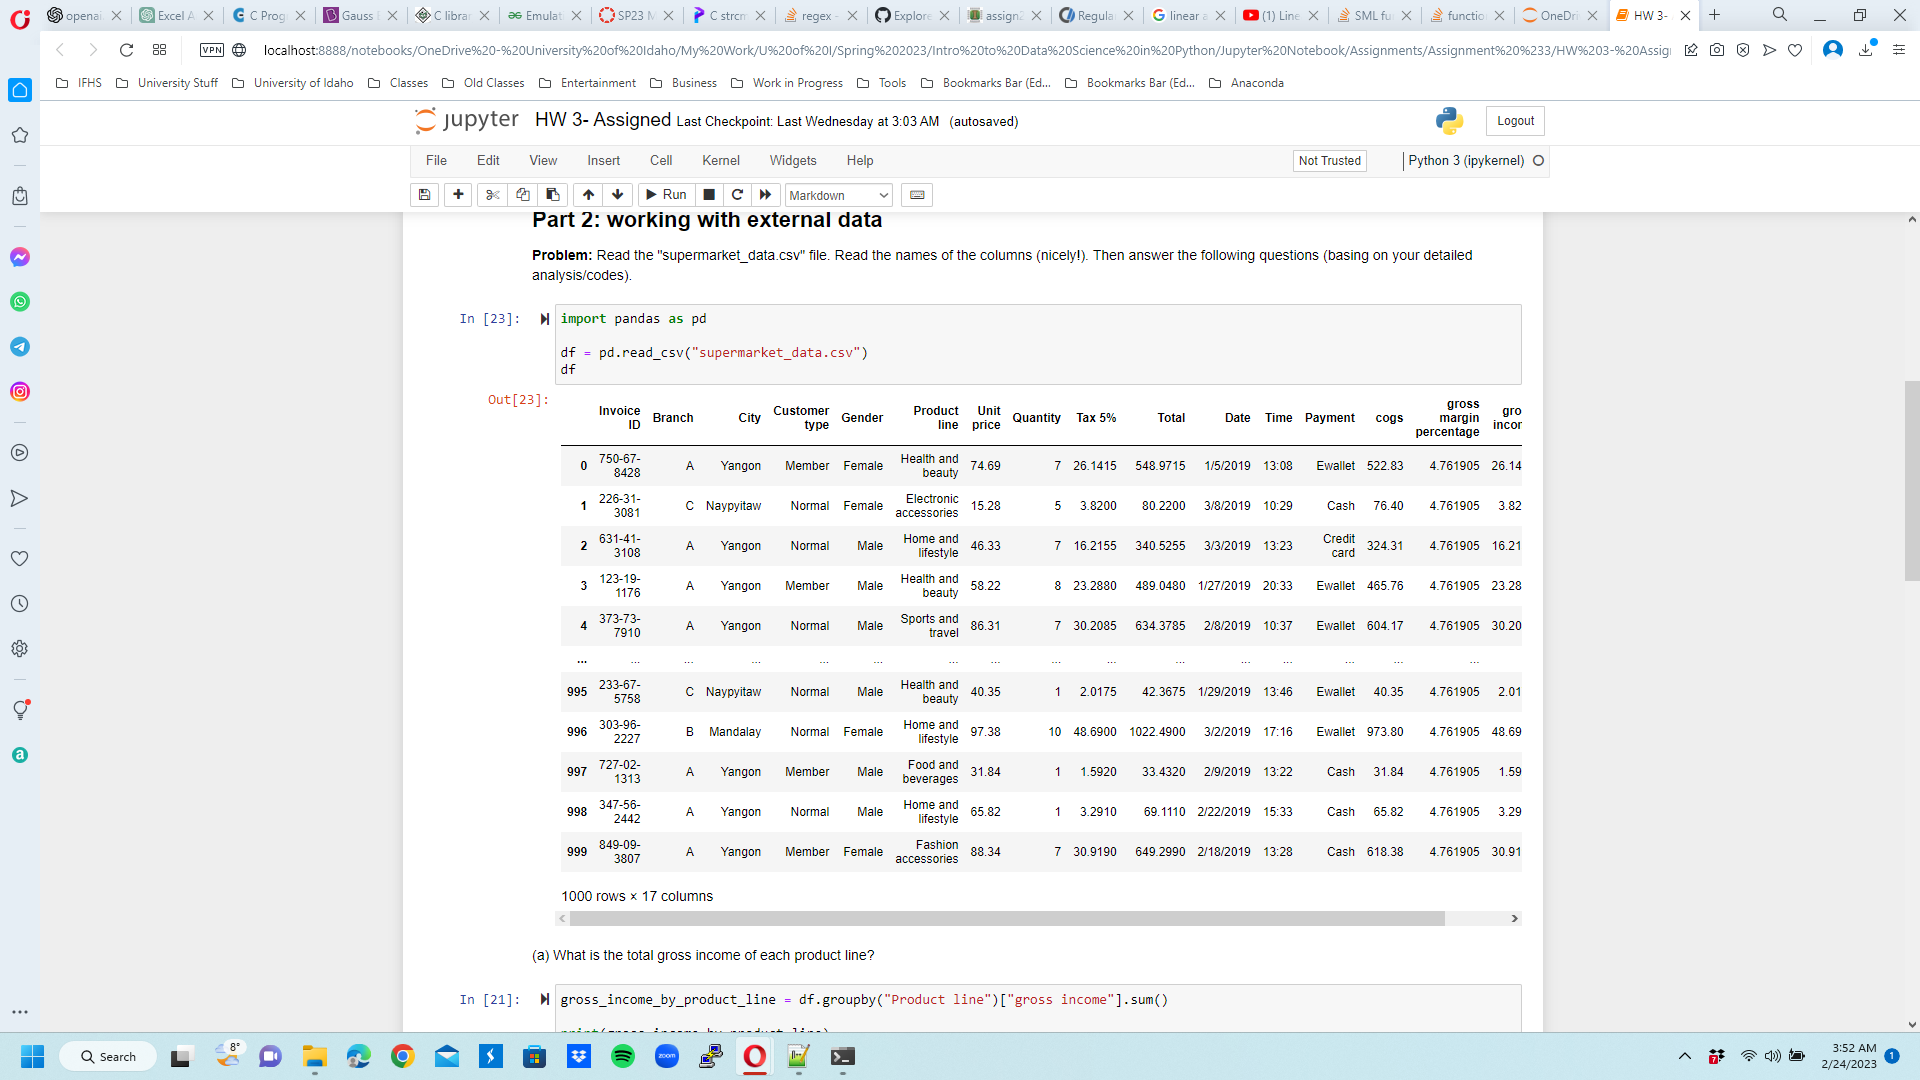 openai
Excel A
C Prog
Gauss
C librar
Emulat
SP23 M
C strcm
regex -
Explore
assign2
Regula
linear a
(1) Line
SML fu
functio
OneDri
HW 3-
VPN
localhost:8888/notebooks/OneDrive%20-%20University%20of%20Idaho/My%20Work/U%20of%20I/Spring%202023/Intro%20to%20Data%20Science%20in%20Python/Jupyter%20Notebook/Assignments/Assignment%20%233/HW%203-%20Assig
IFHS University Stuff University of Idaho Classes Old Classes Entertainment Business Work in Progress Tools Bookmarks Bar (Ed... Bookmarks Bar (Ed... Anaconda
jupyter HW 3- Assigned Last Checkpoint: Last Wednesday at 3:03 AM (autosaved)
Logout
File Edit View Insert Cell Kernel Widgets Help
Not Trusted
Python 3 (ipykernel)
Run
Markdown
Part 2: working with external data
Problem: Read the "supermarket_data.csv" file. Read the names of the columns (nicely!). Then answer the following questions (basing on your detailed
analysis/codes).
In [23]:
import pandas as pd
df = pd.read_csv("supermarket_data.csv")
df
Out[23]:
Invoice ID Branch City Customer type Gender Product line Unit price Quantity Tax 5% Total Date Time Payment cogs gross margin percentage gro incor
0 750-67-8428 A Yangon Member Female Health and beauty 74.69 7 26.1415 548.9715 1/5/2019 13:08 Ewallet 522.83 4.761905 26.14
1 226-31-3081 C Naypyitaw Normal Female Electronic accessories 15.28 5 3.8200 80.2200 3/8/2019 10:29 Cash 76.40 4.761905 3.82
2 631-41-3108 A Yangon Normal Male Home and lifestyle 46.33 7 16.2155 340.5255 3/3/2019 13:23 Credit card 324.31 4.761905 16.21
3 123-19-1176 A Yangon Member Male Health and beauty 58.22 8 23.2880 489.0480 1/27/2019 20:33 Ewallet 465.76 4.761905 23.28
4 373-73-7910 A Yangon Normal Male Sports and travel 86.31 7 30.2085 634.3785 2/8/2019 10:37 Ewallet 604.17 4.761905 30.20
... ... ... ... ... ... ... ... ... ... ... ... ... ... ... ...
995 233-67-5758 C Naypyitaw Normal Male Health and beauty 40.35 1 2.0175 42.3675 1/29/2019 13:46 Ewallet 40.35 4.761905 2.01
996 303-96-2227 B Mandalay Normal Female Home and lifestyle 97.38 10 48.6900 1022.4900 3/2/2019 17:16 Ewallet 973.80 4.761905 48.69
997 727-02-1313 A Yangon Member Male Food and beverages 31.84 1 1.5920 33.4320 2/9/2019 13:22 Cash 31.84 4.761905 1.59
998 347-56-2442 A Yangon Normal Male Home and lifestyle 65.82 1 3.2910 69.1110 2/22/2019 15:33 Cash 65.82 4.761905 3.29
999 849-09-3807 A Yangon Member Female Fashion accessories 88.34 7 30.9190 649.2990 2/18/2019 13:28 Cash 618.38 4.761905 30.91
1000 rows × 17 columns
(a) What is the total gross income of each product line?
In [21]:
gross_income_by_product_line = df.groupby("Product line")["gross income"].sum()
print(gross_income_by_product_line)
8°
Search
zoom
3:52 AM
2/24/2023
1